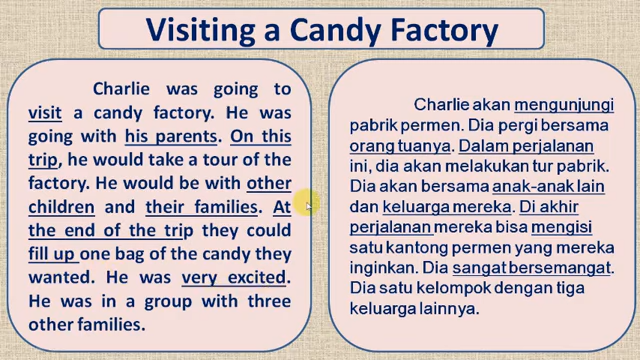 Visiting a Candy Factory
Charlie was going to
visit a candy factory. He was
going with his parents. On this
trip, he would take a tour of the
factory. He would be with other
children and their families. At
the end of the trip they could
fill up one bag of the candy they
wanted. He was very excited.
He was in a group with three
other families.
Charlie akan mengunjungi
pabrik permen. Dia pergi bersama
orang tuanya. Dalam perjalanan
ini, dia akan melakukan tur pabrik.
Dia akan bersama anak-anak lain
dan keluarga mereka. Di akhir
perjalanan mereka bisa mengisi
satu kantong permen yang mereka
inginkan. Dia sangat bersemangat.
Dia satu kelompok dengan tiga
keluarga lainnya.